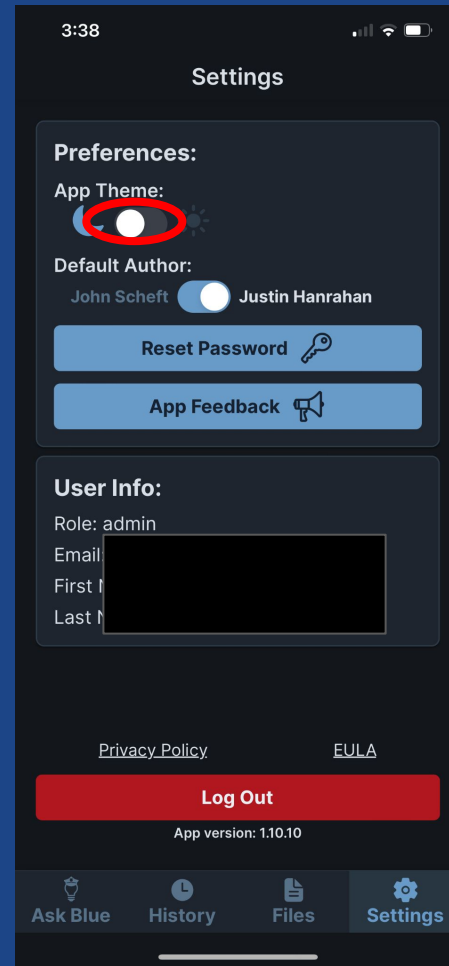 3:38
Settings
Preferences:
App Theme:
Default Author:
John Scheft Justin Hanrahan
Reset Password
App Feedback
User Info:
Role: admin
Email:
First
Last
Privacy Policy EULA
Log Out
App version: 1.10.10
Ask Blue History Files Settings